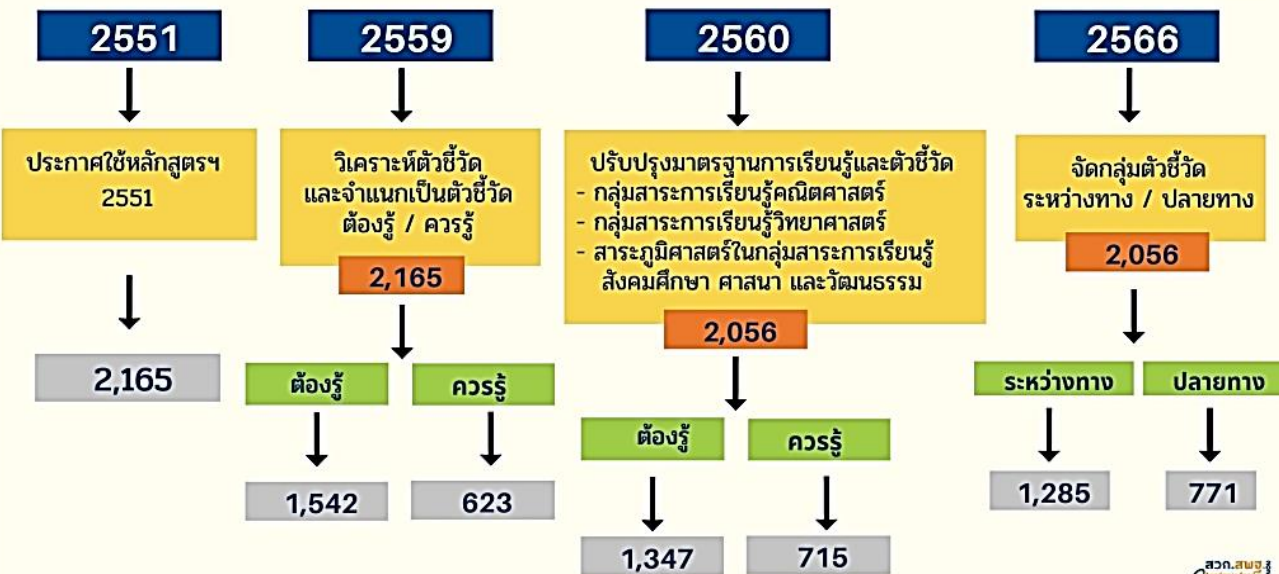 2551
ประกาศใช้หลักสูตรฯ
2551
2,165
2559
วิเคราะห์ตัวชี้วัด
และจำแนกเป็นตัวชี้วัด
ต้องรู้ / ควรรู้
2,165
ต้องรู้
ควรรู้
1,542
623
2560
ปรับปรุงมาตรฐานการเรียนรู้และตัวชี้วัด
- กลุ่มสาระการเรียนรู้คณิตศาสตร์
- กลุ่มสาระการเรียนรู้วิทยาศาสตร์
- สาระภูมิศาสตร์ในกลุ่มสาระการเรียนรู้
สังคมศึกษา ศาสนา และวัฒนธรรม
2,056
ต้องรู้
ควรรู้
1,347
715
2566
จัดกลุ่มตัวชี้วัด
ระหว่างทาง / ปลายทาง
2,056
ระหว่างทาง
ปลายทาง
1,285
771
สวก.สพฐ.